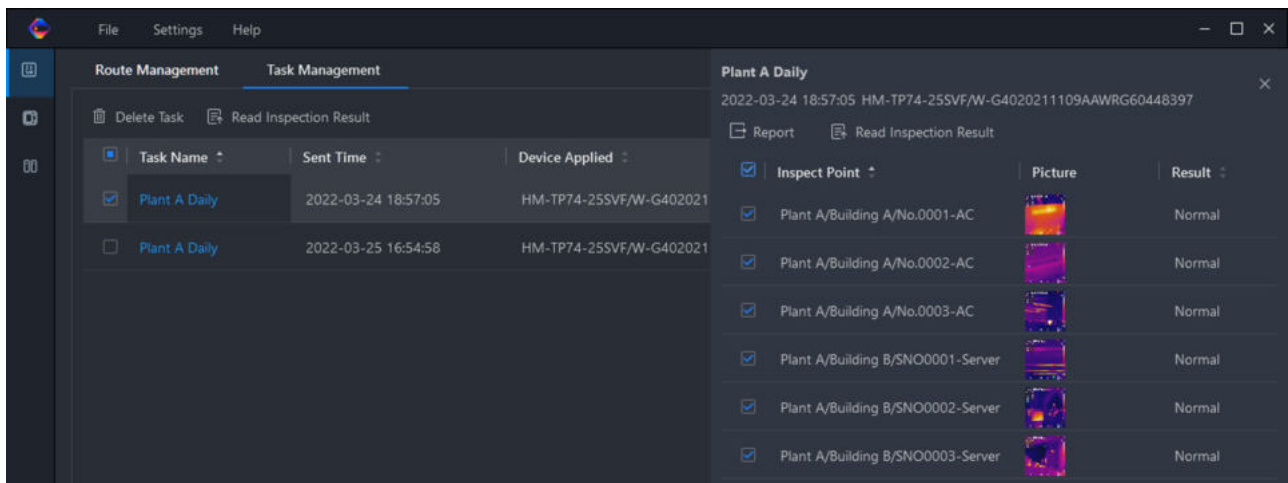 File Settings Help
Route Management Task Management
Delete Task Read Inspection Result
Task Name Sent Time Device Applied
Plant A Daily 2022-03-24 18:57:05 HM-TP74-25SVF/W-G402021
Plant A Daily 2022-03-25 16:54:58 HM-TP74-25SVF/W-G402021
Plant A Daily
2022-03-24 18:57:05 HM-TP74-25SVF/W-G4020211109AAWRG60448397
Report Read Inspection Result
Inspect Point Picture Result
Plant A/Building A/No.0001-AC Normal
Plant A/Building A/No.0002-AC Normal
Plant A/Building A/No.0003-AC Normal
Plant A/Building B/SNO0001-Server Normal
Plant A/Building B/SNO0002-Server Normal
Plant A/Building B/SNO0003-Server Normal